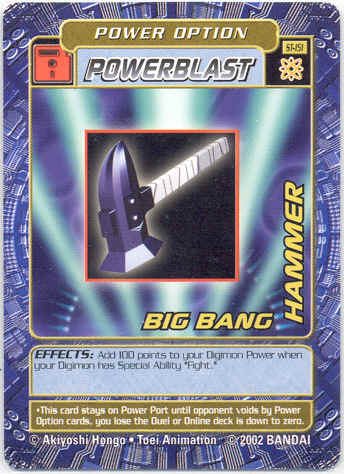 POWER OPTION
POWERBLAST
ST-151
BIG BANG
HAMMER
EFFECTS: Add 100 points to your Digimon Power when
your Digimon has Special Ability "Fight."
•This card stays on Power Port until opponent voids by Power
Option cards, you lose the Duel or Online deck is down to zero.
© Akiyoshi Hongo • Toei Animation © 2002 BANDAI